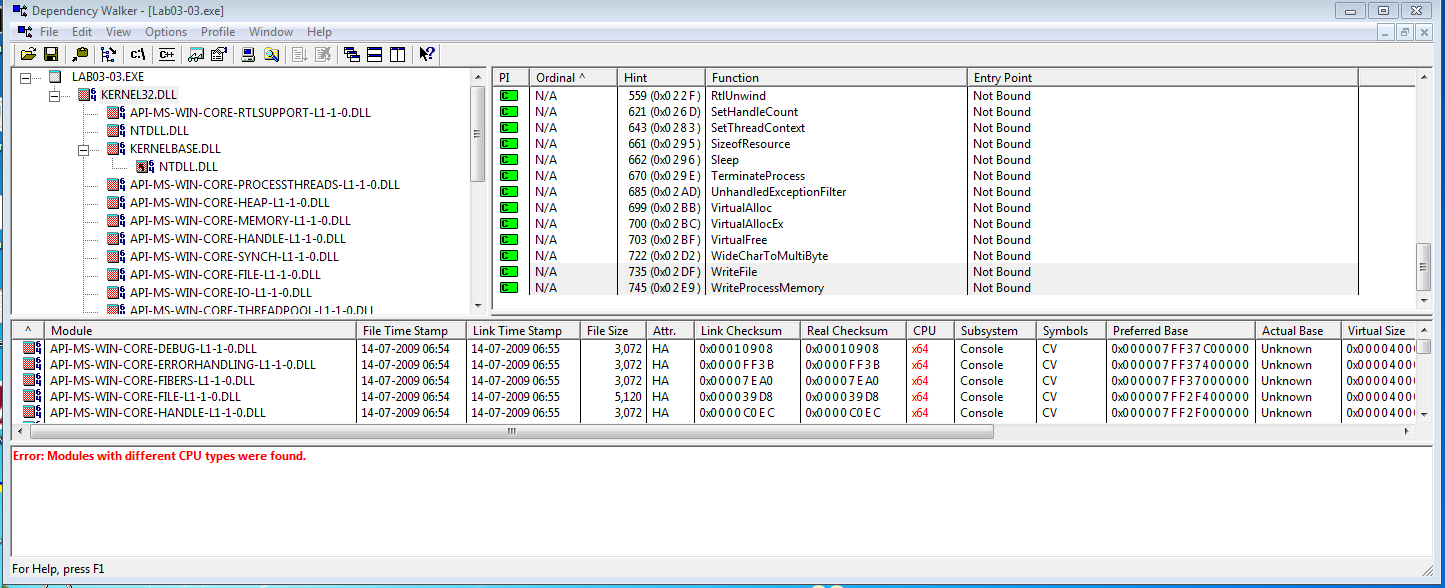 Dependency Walker - [Lab03-03.exe]
File Edit View Options Profile Window Help
c:\ C++
LAB03-03.EXE
KERNEL32.DLL
API-MS-WIN-CORE-RTLSUPPORT-L1-1-0.DLL
NTDLL.DLL
KERNELBASE.DLL
NTDLL.DLL
API-MS-WIN-CORE-PROCESSTHREADS-L1-1-0.DLL
API-MS-WIN-CORE-HEAP-L1-1-0.DLL
API-MS-WIN-CORE-MEMORY-L1-1-0.DLL
API-MS-WIN-CORE-HANDLE-L1-1-0.DLL
API-MS-WIN-CORE-SYNCH-L1-1-0.DLL
API-MS-WIN-CORE-FILE-L1-1-0.DLL
API-MS-WIN-CORE-IO-L1-1-0.DLL
API-MS-WIN-CORE-THREADPOOL-L1-1-0.DLL
PI Ordinal ^ Hint Function Entry Point
C N/A 559 (0x022F) RtlUnwind Not Bound
C N/A 621 (0x026D) SetHandleCount Not Bound
C N/A 643 (0x0283) SetThreadContext Not Bound
C N/A 661 (0x0295) SizeofResource Not Bound
C N/A 662 (0x0296) Sleep Not Bound
C N/A 670 (0x029E) TerminateProcess Not Bound
C N/A 685 (0x02AD) UnhandledExceptionFilter Not Bound
C N/A 699 (0x02BB) VirtualAlloc Not Bound
C N/A 700 (0x02BC) VirtualAllocEx Not Bound
C N/A 703 (0x02BF) VirtualFree Not Bound
C N/A 722 (0x02D2) WideCharToMultiByte Not Bound
C N/A 735 (0x02DF) WriteFile Not Bound
C N/A 745 (0x02E9) WriteProcessMemory Not Bound
^ Module File Time Stamp Link Time Stamp File Size Attr. Link Checksum Real Checksum CPU Subsystem Symbols Preferred Base Actual Base Virtual Size
API-MS-WIN-CORE-DEBUG-L1-1-0.DLL 14-07-2009 06:54 14-07-2009 06:55 3,072 HA 0x00010908 0x00010908 x64 Console CV 0x000007FF37C00000 Unknown 0x0000400
API-MS-WIN-CORE-ERRORHANDLING-L1-1-0.DLL 14-07-2009 06:54 14-07-2009 06:55 3,072 HA 0x0000FF3B 0x0000FF3B x64 Console CV 0x000007FF37400000 Unknown 0x0000400
API-MS-WIN-CORE-FIBERS-L1-1-0.DLL 14-07-2009 06:54 14-07-2009 06:55 3,072 HA 0x00007EA0 0x00007EA0 x64 Console CV 0x000007FF37000000 Unknown 0x0000400
API-MS-WIN-CORE-FILE-L1-1-0.DLL 14-07-2009 06:54 14-07-2009 06:55 5,120 HA 0x000039D8 0x000039D8 x64 Console CV 0x000007FF2F400000 Unknown 0x0000400
API-MS-WIN-CORE-HANDLE-L1-1-0.DLL 14-07-2009 06:54 14-07-2009 06:55 3,072 HA 0x0000C0EC 0x0000C0EC x64 Console CV 0x000007FF2F000000 Unknown 0x0000400
Error: Modules with different CPU types were found.
For Help, press F1